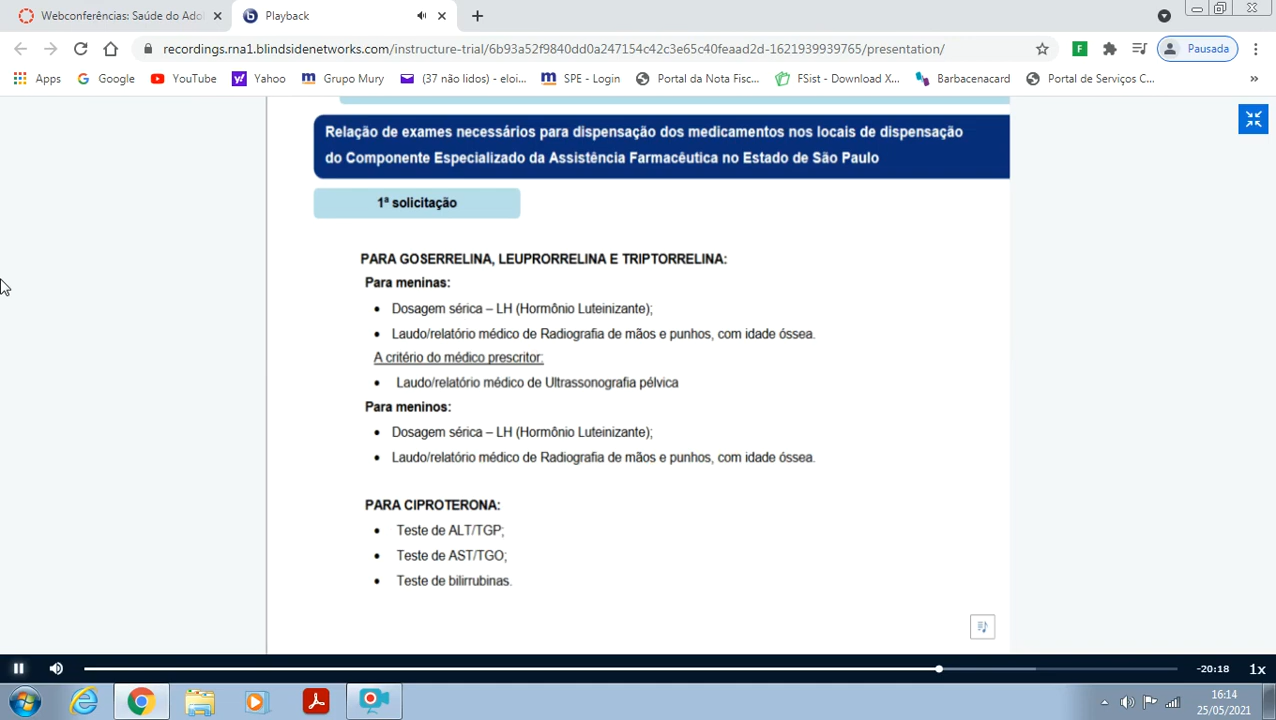 Webconferências: Saúde do Ado
Playback
recordings.rna1.blindsidenetworks.com/instructure-trial/6b93a52f9840dd0a247154c42c3e65c40feaad2d-1621939939765/presentation/
Pausada
Apps
Google
YouTube
Yahoo
Grupo Mury
(37 não lidos) - eloi...
SPE - Login
Portal da Nota Fisc...
FSist - Download X...
Barbacenacard
Portal de Serviços C...
»
Relação de exames necessários para dispensação dos medicamentos nos locais de dispensação
do Componente Especializado da Assistência Farmacêutica no Estado de São Paulo
1ª solicitação
PARA GOSERRELINA, LEUPRORRELINA E TRIPTORRELINA:
Para meninas:
• Dosagem sérica – LH (Hormônio Luteinizante);
• Laudo/relatório médico de Radiografia de mãos e punhos, com idade óssea.
A critério do médico prescritor:
• Laudo/relatório médico de Ultrassonografia pélvica
Para meninos:
• Dosagem sérica – LH (Hormônio Luteinizante);
• Laudo/relatório médico de Radiografia de mãos e punhos, com idade óssea.
PARA CIPROTERONA:
• Teste de ALT/TGP;
• Teste de AST/TGO;
• Teste de bilirrubinas.
-20:18
1x
16:14
25/05/2021